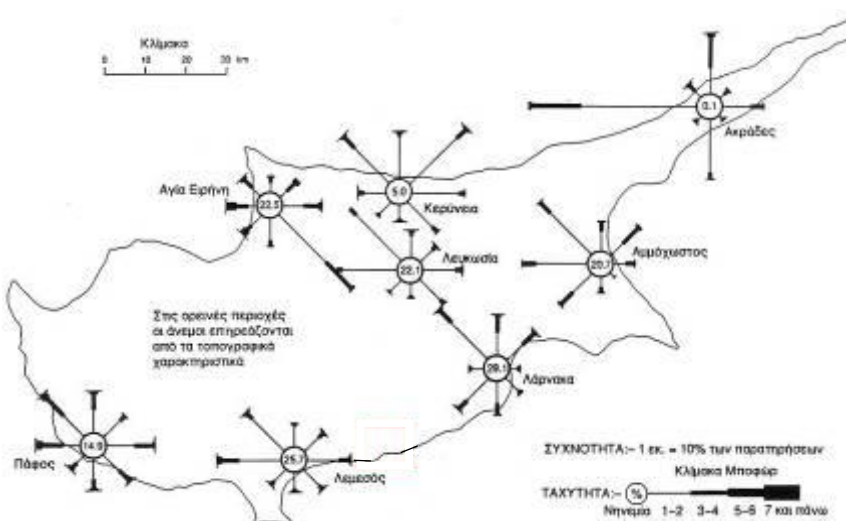 Κλίμακα
0 10 20 30 km
0.1
Ακράδες
Αγία Ειρήνη
22.5
5.0
Κερύνεια
Λευκωσία
22.1
20.7
Αμμόχωστος
Στις ορεινές περιοχές
οι άνεμοι επηρεάζονται
από τα τοπογραφικά
χαρακτηριστικά
Λάρνακα
14.9
Πάφος
25.7
Λεμεσός
ΣΥΧΝΟΤΗΤΑ:– 1 εκ. = 10% των παρατηρήσεων
Κλίμακα Μποφώρ
ΤΑΧΥΤΗΤΑ:– %
Νηνεμία 1–2 3–4 5–6 7 και πάνω